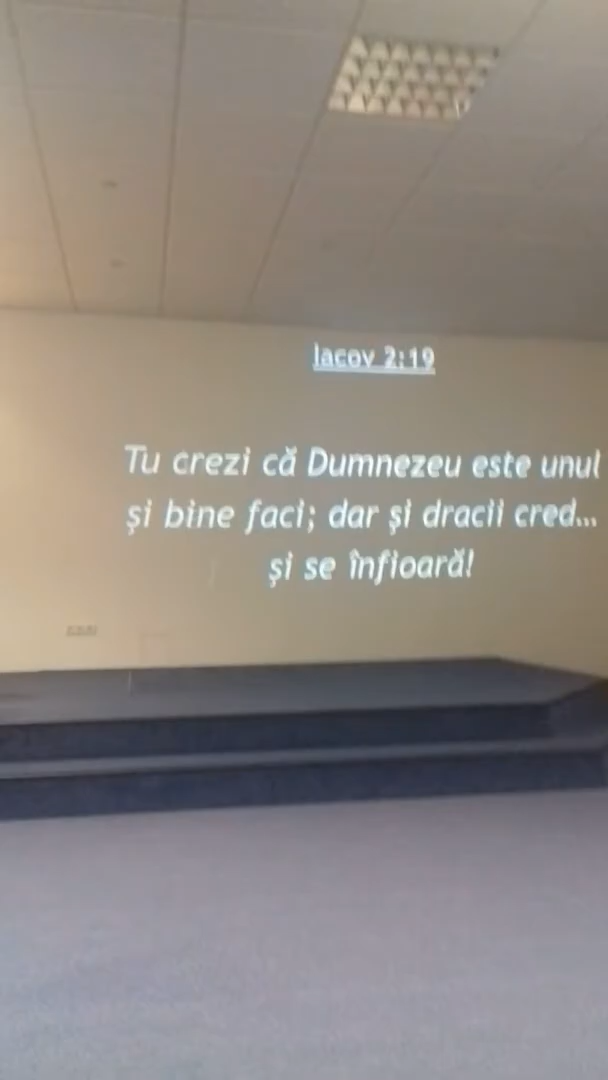 Iacov 2:19
Tu crezi că Dumnezeu este unul
și bine faci; dar și dracii cred...
și se înfioară!